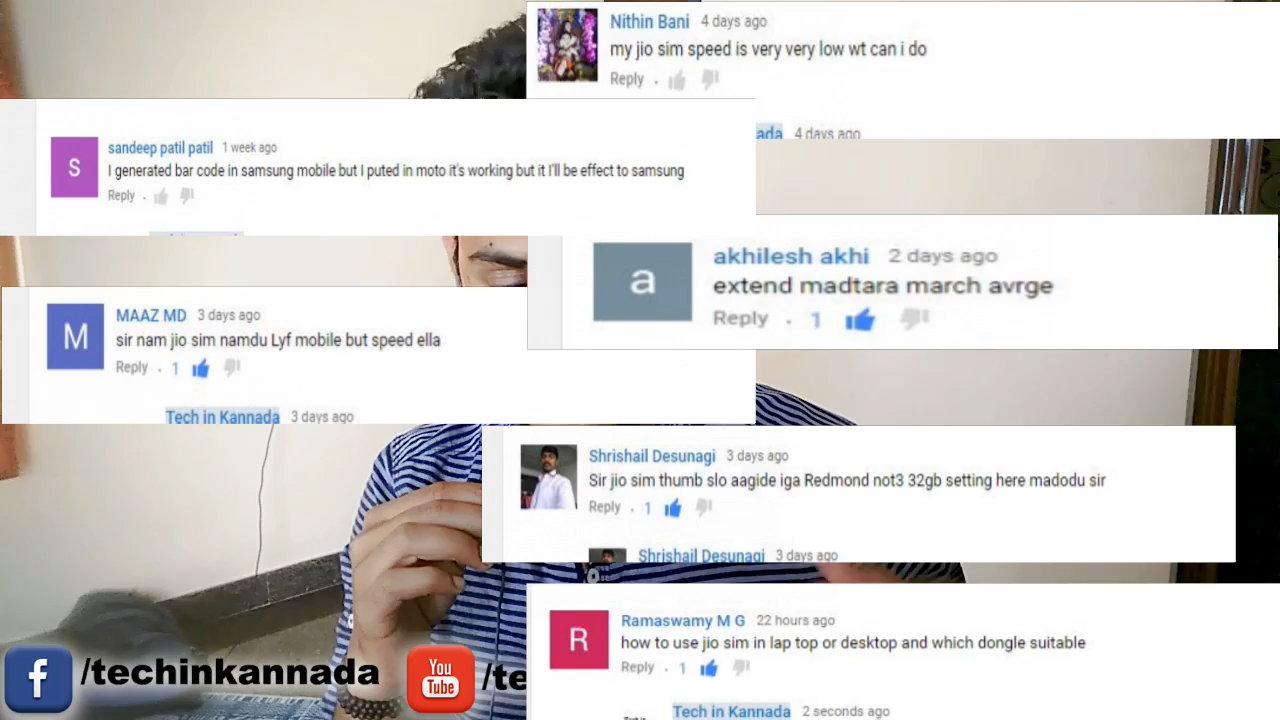 Nithin Bani 4 days ago
my jio sim speed is very very low wt can i do
Reply
ada 4 days ago
S
sandeep patil patil 1 week ago
I generated bar code in samsung mobile but I puted in moto it's working but it I'll be effect to samsung
Reply
a
akhilesh akhi 2 days ago
extend madtara march avrge
Reply 1
M
MAAZ MD 3 days ago
sir nam jio sim namdu Lyf mobile but speed ella
Reply 1
Tech in Kannada 3 days ago
Shrishail Desunagi 3 days ago
Sir jio sim thumb slo aagide iga Redmond not3 32gb setting here madodu sir
Reply 1
Shrishail Desunagi 3 days ago
R
Ramaswamy M G 22 hours ago
how to use jio sim in lap top or desktop and which dongle suitable
Reply 1
Tech in Kannada 2 seconds ago
f /techinkannada You Tube /te